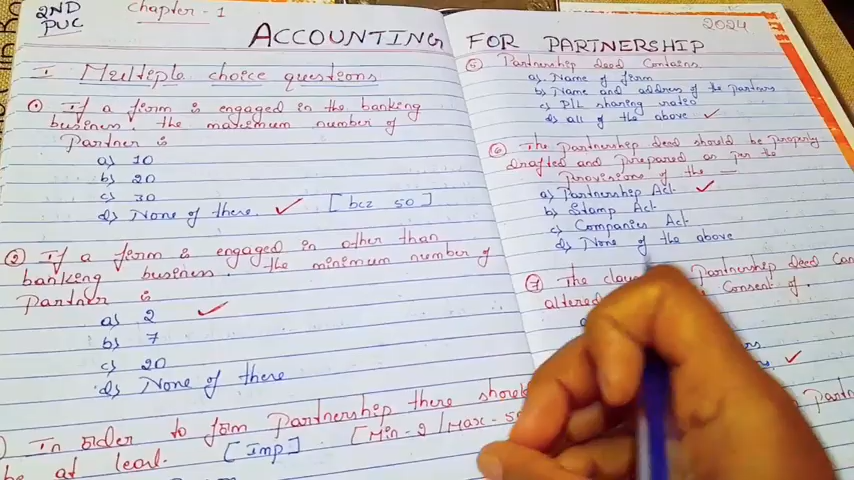 2ND
PUC
Chapter - 1
ACCOUNTING FOR PARTNERSHIP
2024
I. Multiple choice questions
① If a firm is engaged in the banking
business. the maximum number of
Partner is
a) 10
b) 20
c) 30
d) None of there. ✓ [bcz 50]
② If a firm is engaged in other than
banking business. the minimum number of
Partner is
a) 2 ✓
b) 7
c) 20
d) None of there
In order to form Partnership there
be at least. [Imp] [Min-2/Max-50
⑤ Partnership deed Contains
a) Name of firm
b) Name and address of the partners
c) P/L sharing ratio
d) all of the above ✓
⑥ The Partnership deed should be properly
drafted and prepared as per the
Provisions of the —
a) Partnership Act ✓
b) Stamp Act
c) Companies Act
d) None of the above
⑦ The Partnership deed Can
altered Consent of.
✓